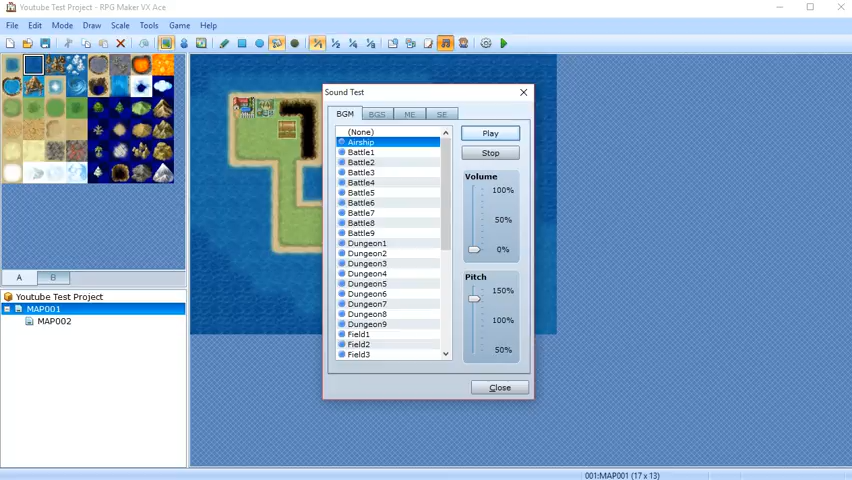 Youtube Test Project - RPG Maker VX Ace
File Edit Mode Draw Scale Tools Game Help
Sound Test
BGM BGS ME SE
(None)
Airship
Battle1
Battle2
Battle3
Battle4
Battle5
Battle6
Battle7
Battle8
Battle9
Dungeon1
Dungeon2
Dungeon3
Dungeon4
Dungeon5
Dungeon6
Dungeon7
Dungeon8
Dungeon9
Field1
Field2
Field3
Play
Stop
Volume
100%
50%
0%
Pitch
150%
100%
50%
Close
A B
Youtube Test Project
MAP001
MAP002
001:MAP001 (17 x 13)